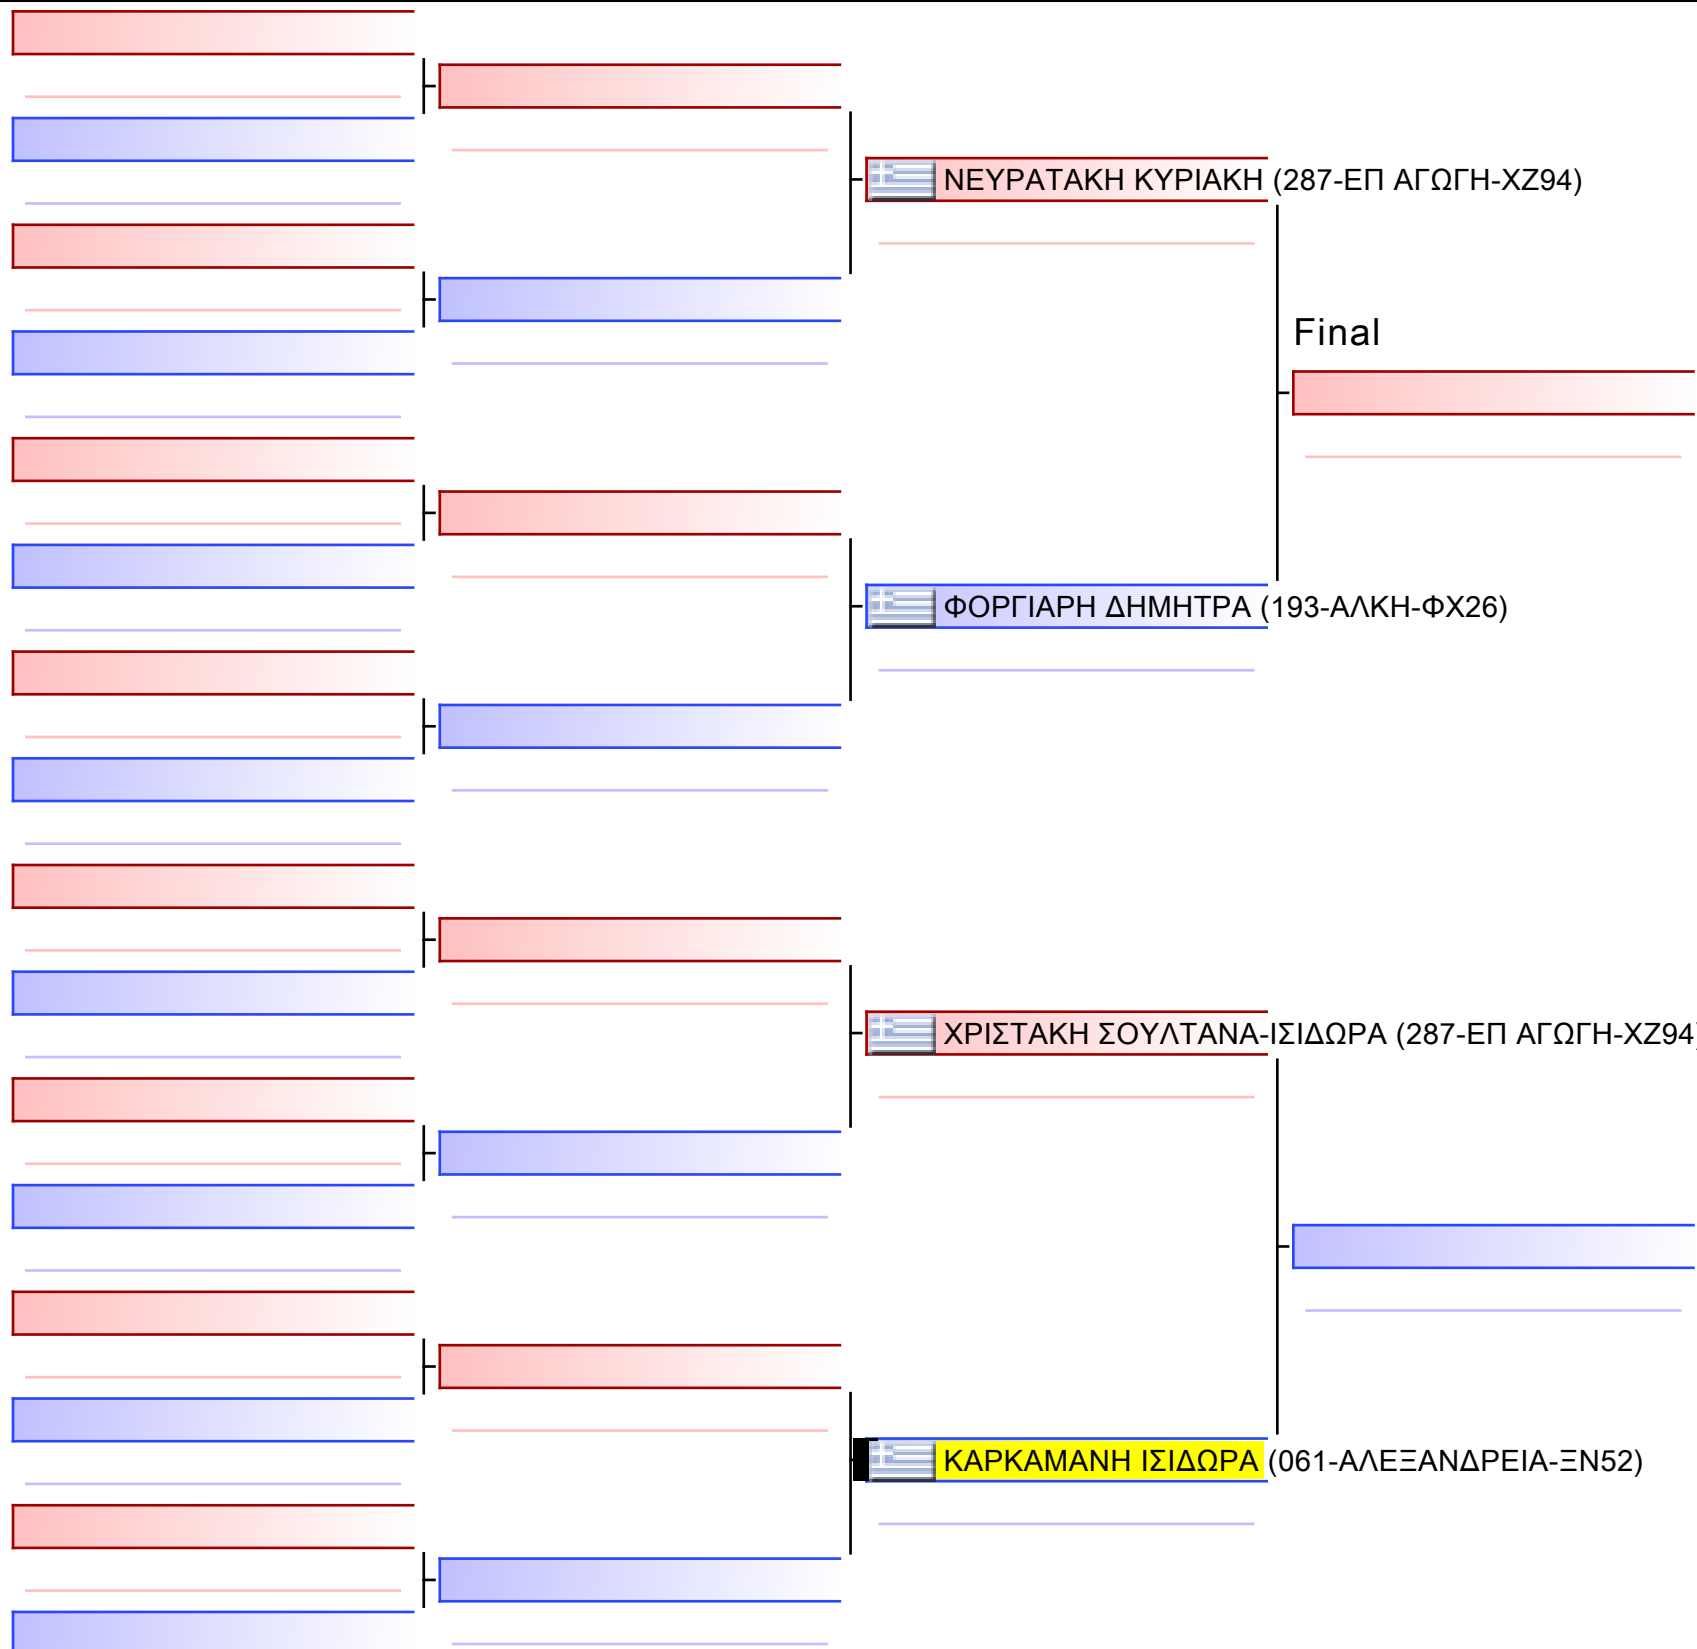 ΝΕΥΡΑΤΑΚΗ ΚΥΡΙΑΚΗ (287-ΕΠ ΑΓΩΓΗ-ΧΖ94)
Final
ΦΟΡΓΙΑΡΗ ΔΗΜΗΤΡΑ (193-ΑΛΚΗ-ΦΧ26)
ΧΡΙΣΤΑΚΗ ΣΟΥΛΤΑΝΑ-ΙΣΙΔΩΡΑ (287-ΕΠ ΑΓΩΓΗ-ΧΖ94)
ΚΑΡΚΑΜΑΝΗ ΙΣΙΔΩΡΑ (061-ΑΛΕΞΑΝΔΡΕΙΑ-ΞΝ52)